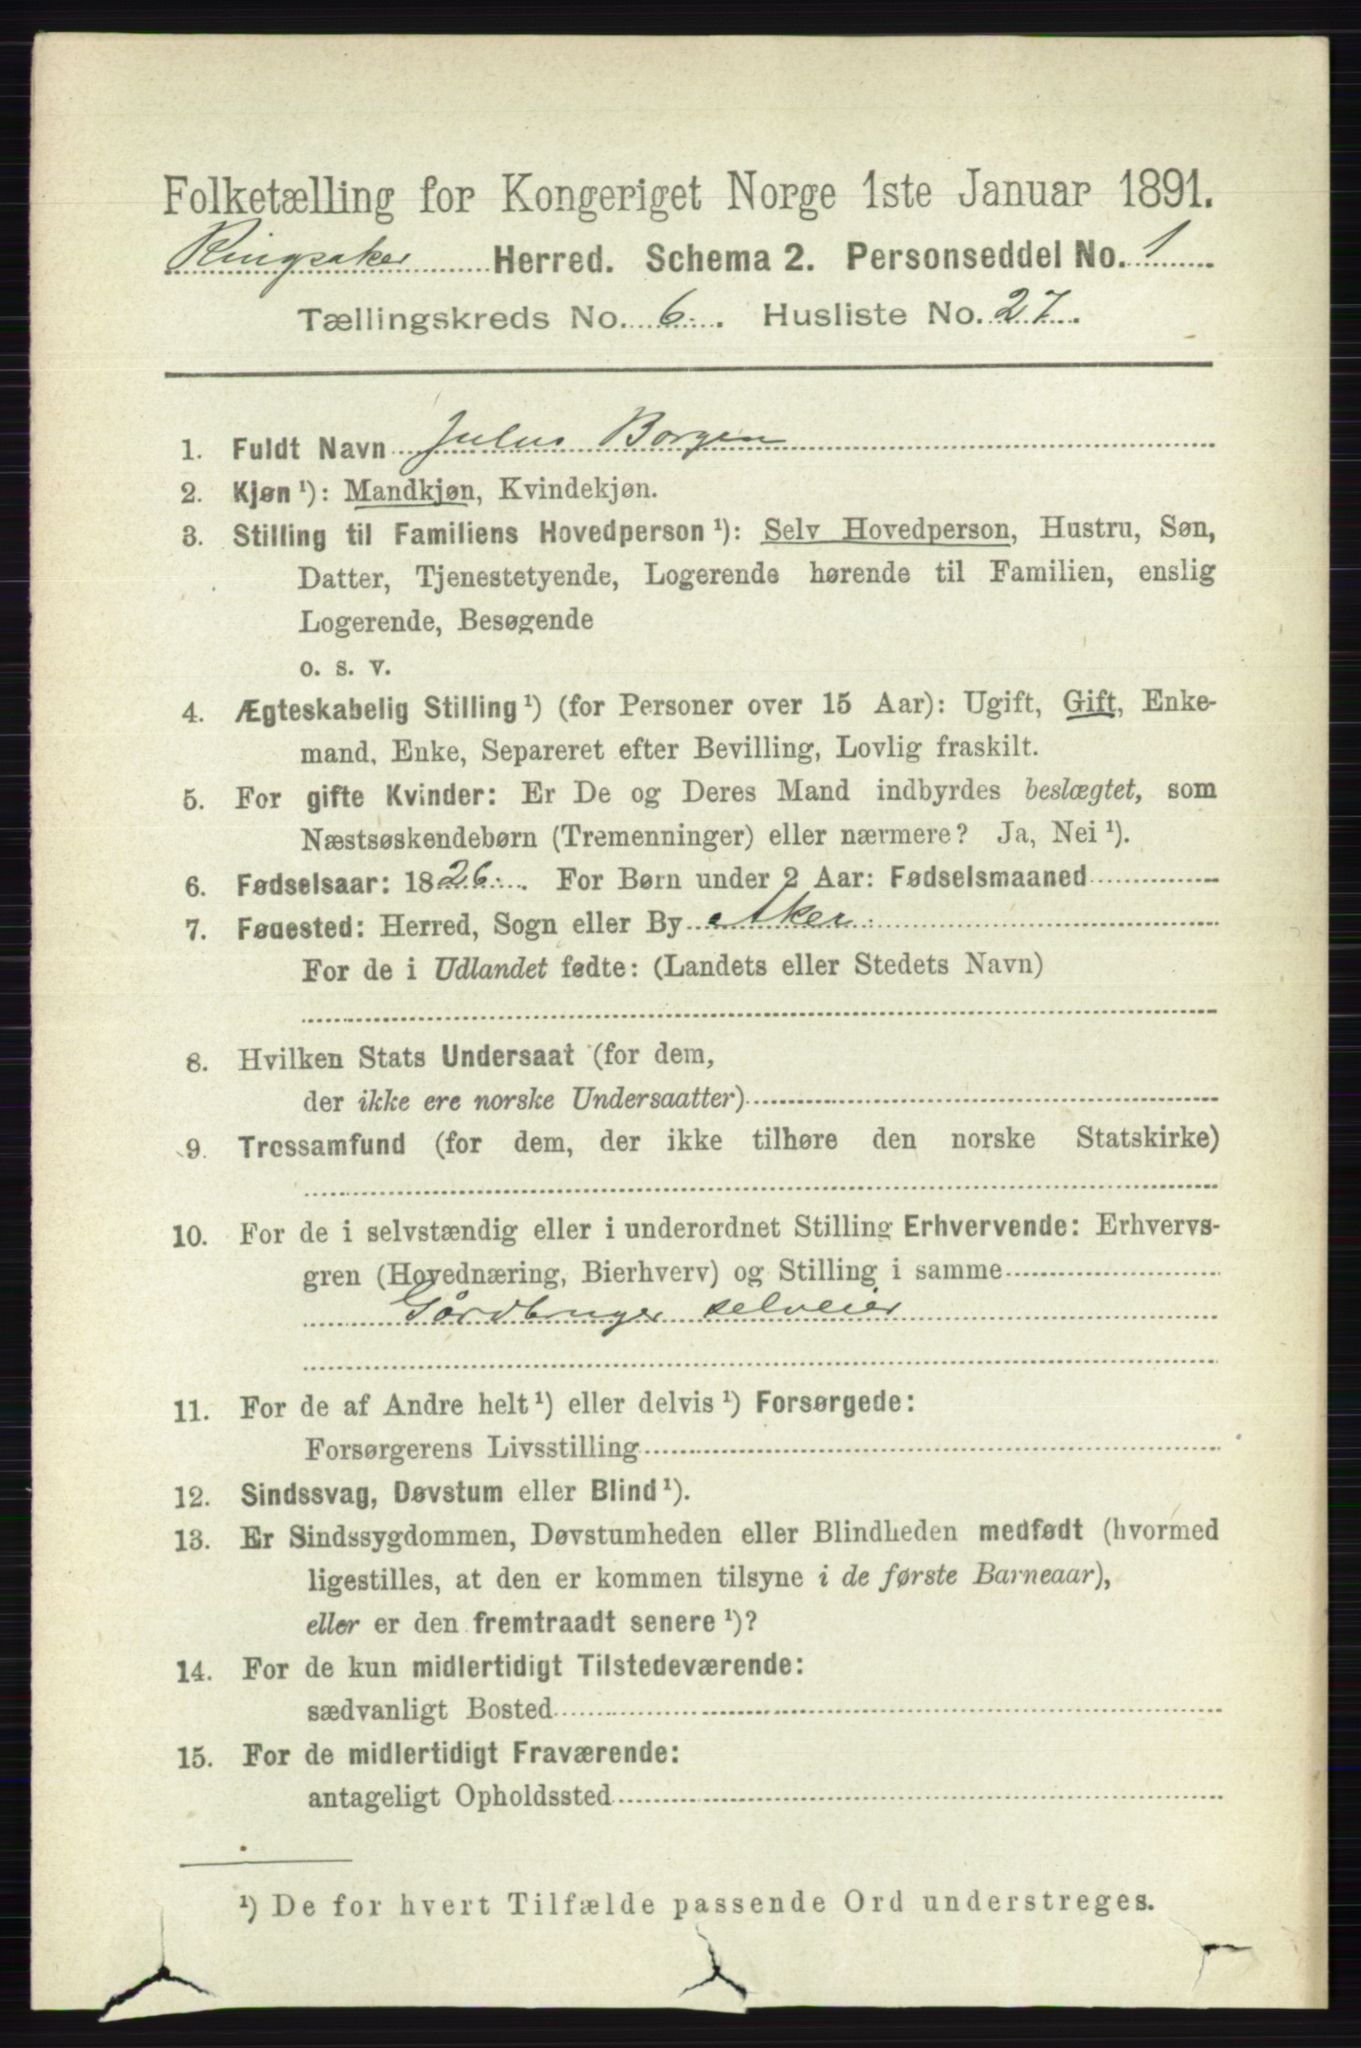 Folketælling for Kongeriget Norge 1ste Januar 1891.
Ringsaker Herred. Schema 2. Personseddel No. 1
Tællingskreds No. 6. Husliste No. 27.
1. Fuldt Navn Julius Borgen
2. Kjøn ¹): Mandkjøn, Kvindekjøn.
3. Stilling til Familiens Hovedperson ¹): Selv Hovedperson, Hustru, Søn,
Datter, Tjenestetyende, Logerende hørende til Familien, enslig
Logerende, Besøgende
o. s. v.
4. Ægteskabelig Stilling ¹) (for Personer over 15 Aar): Ugift, Gift, Enke-
mand, Enke, Separeret efter Bevilling, Lovlig fraskilt.
5. For gifte Kvinder: Er De og Deres Mand indbyrdes beslægtet, som
Næstsøskendebørn (Tremenninger) eller nærmere? Ja, Nei ¹).
6. Fødselsaar: 1826. For Børn under 2 Aar: Fødselsmaaned
7. Fødested: Herred, Sogn eller By Aker.
For de i Udlandet fødte: (Landets eller Stedets Navn)
8. Hvilken Stats Undersaat (for dem,
der ikke ere norske Undersaatter)
9. Trossamfund (for dem, der ikke tilhøre den norske Statskirke)
10. For de i selvstændig eller i underordnet Stilling Erhvervende: Erhvervs-
gren (Hovednæring, Bierhverv) og Stilling i samme
Gårdbruger selveier
11. For de af Andre helt ¹) eller delvis ¹) Forsørgede:
Forsørgerens Livsstilling
12. Sindssvag, Døvstum eller Blind ¹).
13. Er Sindssygdommen, Døvstumheden eller Blindheden medfødt (hvormed
ligestilles, at den er kommen tilsyne i de første Barneaar),
eller er den fremtraadt senere ¹)?
14. For de kun midlertidigt Tilstedeværende:
sædvanligt Bosted
15. For de midlertidigt Fraværende:
antageligt Opholdssted
¹) De for hvert Tilfælde passende Ord understreges.